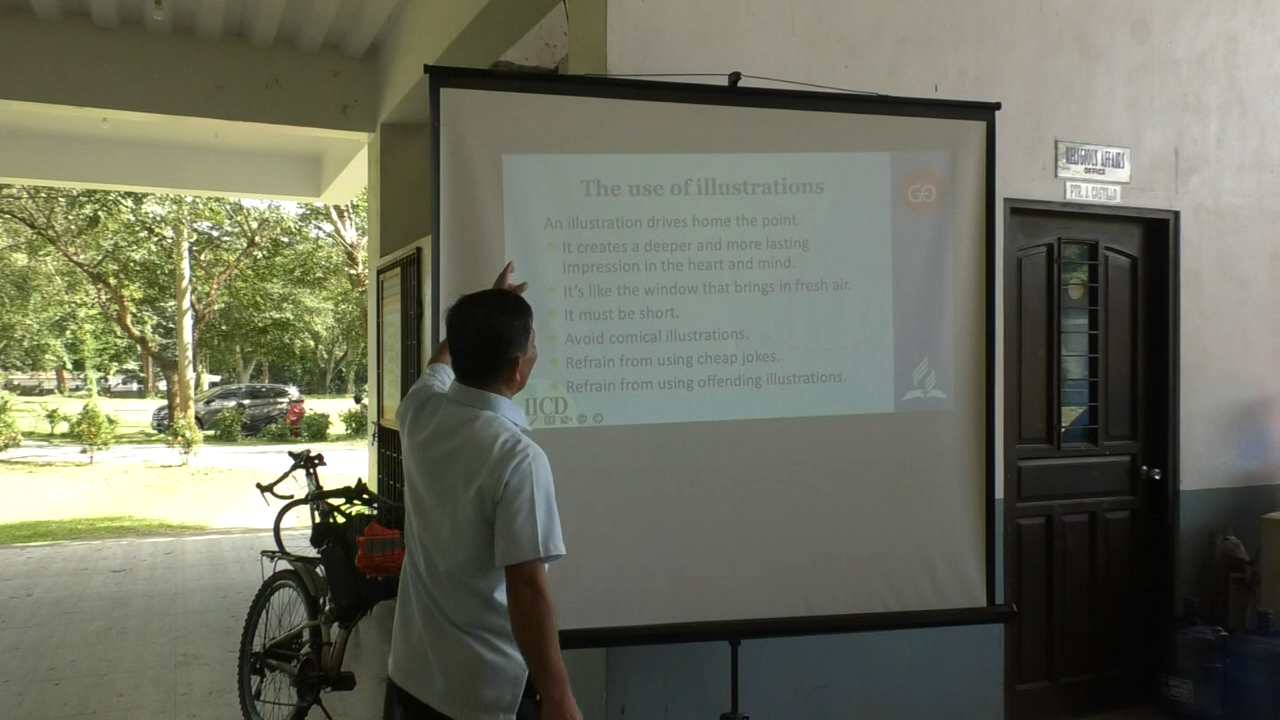 The use of illustrations
An illustration drives home the point.
It creates a deeper and more lasting
impression in the heart and mind.
It's like the window that brings in fresh air.
It must be short.
Avoid comical illustrations.
Refrain from using cheap jokes.
Refrain from using offending illustrations.
IICD
GO
RELIGIOUS AFFAIRS
OFFICE
PTR. J. CASTILLO